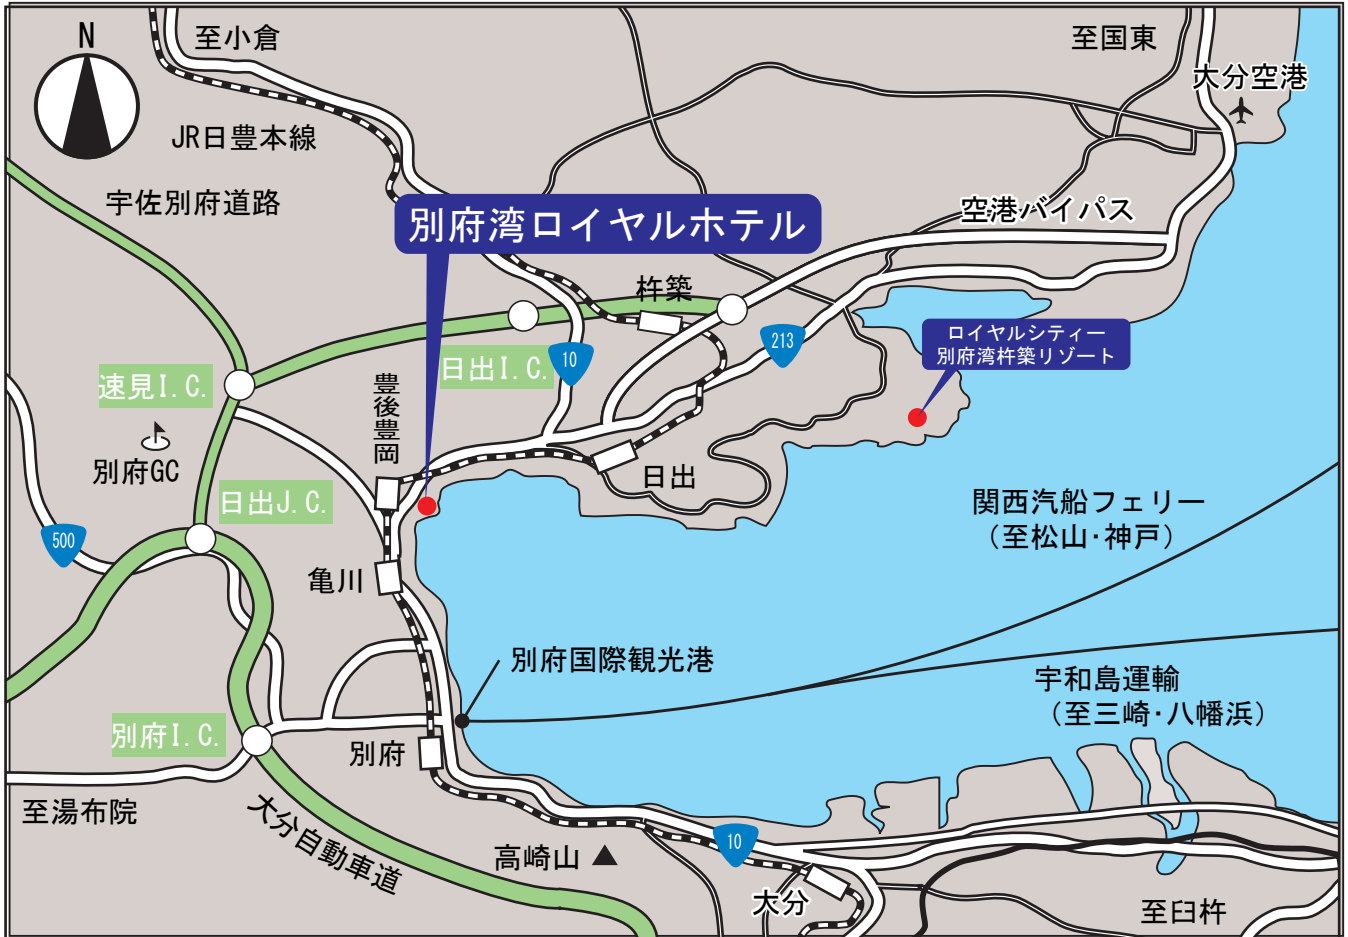 N
至小倉
至国東
大分空港
JR日豊本線
宇佐別府道路
別府湾ロイヤルホテル
空港バイパス
杵築
ロイヤルシティー
別府湾杵築リゾート
213
10
日出I.C.
速見I.C.
豊後豊岡
別府GC
日出
日出J.C.
関西汽船フェリー
(至松山・神戸)
500
亀川
別府国際観光港
宇和島運輸
(至三崎・八幡浜)
別府I.C.
別府
至湯布院
大分自動車道
高崎山
10
大分
至臼杵